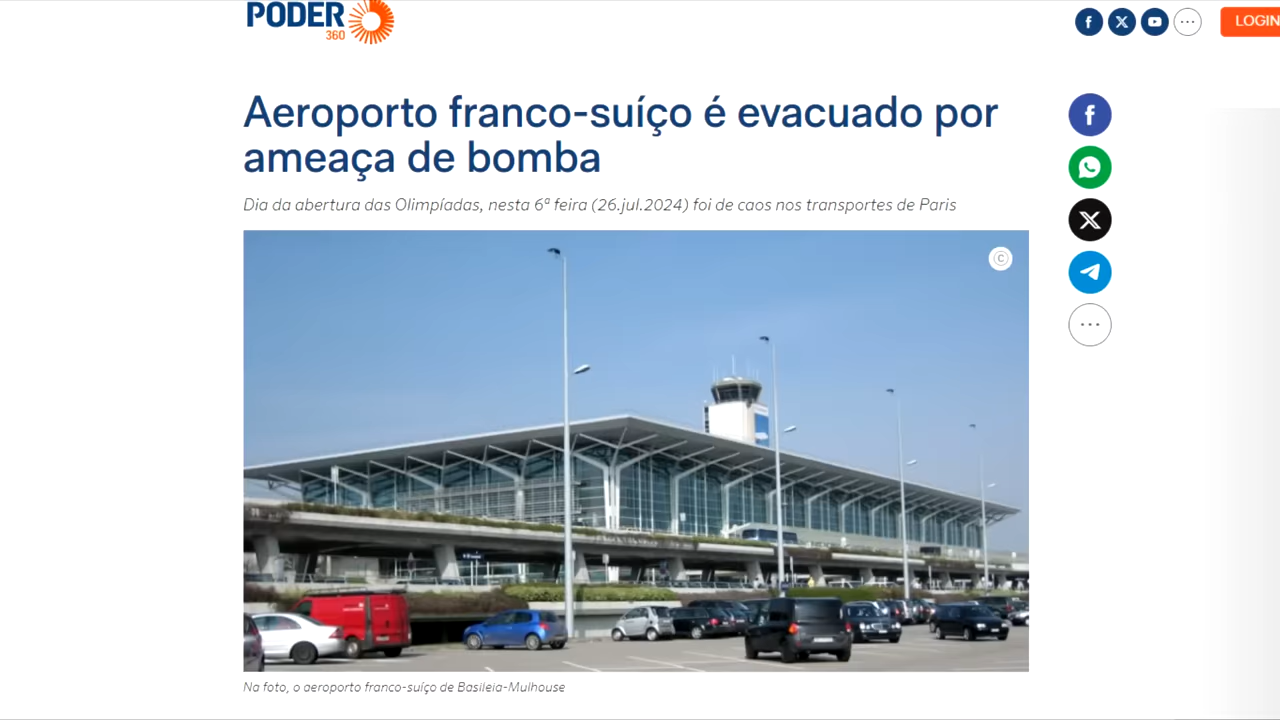 PODER
360
LOGIN
Aeroporto franco-suíço é evacuado por
ameaça de bomba
Dia da abertura das Olimpíadas, nesta 6ª feira (26.jul.2024) foi de caos nos transportes de Paris
©
Na foto, o aeroporto franco-suíço de Basileia-Mulhouse